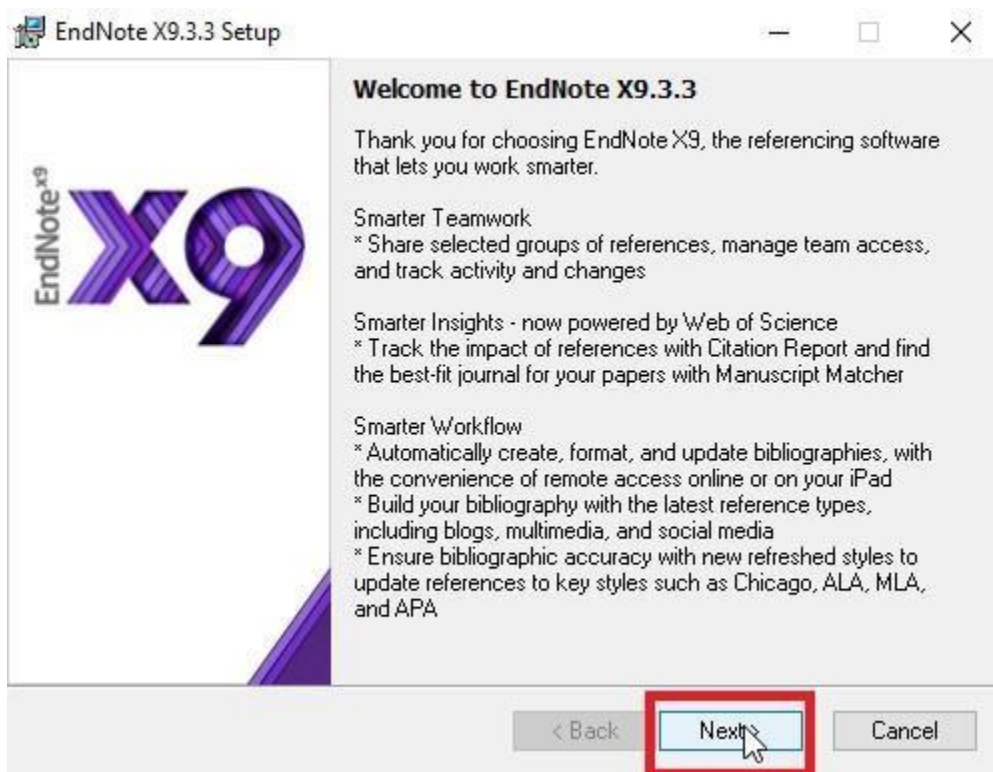 EndNote X9.3.3 Setup
EndNote x9
X9
Welcome to EndNote X9.3.3
Thank you for choosing EndNote X9, the referencing software
that lets you work smarter.
Smarter Teamwork
* Share selected groups of references, manage team access,
and track activity and changes
Smarter Insights - now powered by Web of Science
* Track the impact of references with Citation Report and find
the best-fit journal for your papers with Manuscript Matcher
Smarter Workflow
* Automatically create, format, and update bibliographies, with
the convenience of remote access online or on your iPad
* Build your bibliography with the latest reference types,
including blogs, multimedia, and social media
* Ensure bibliographic accuracy with new refreshed styles to
update references to key styles such as Chicago, ALA, MLA,
and APA
< Back
Next >
Cancel